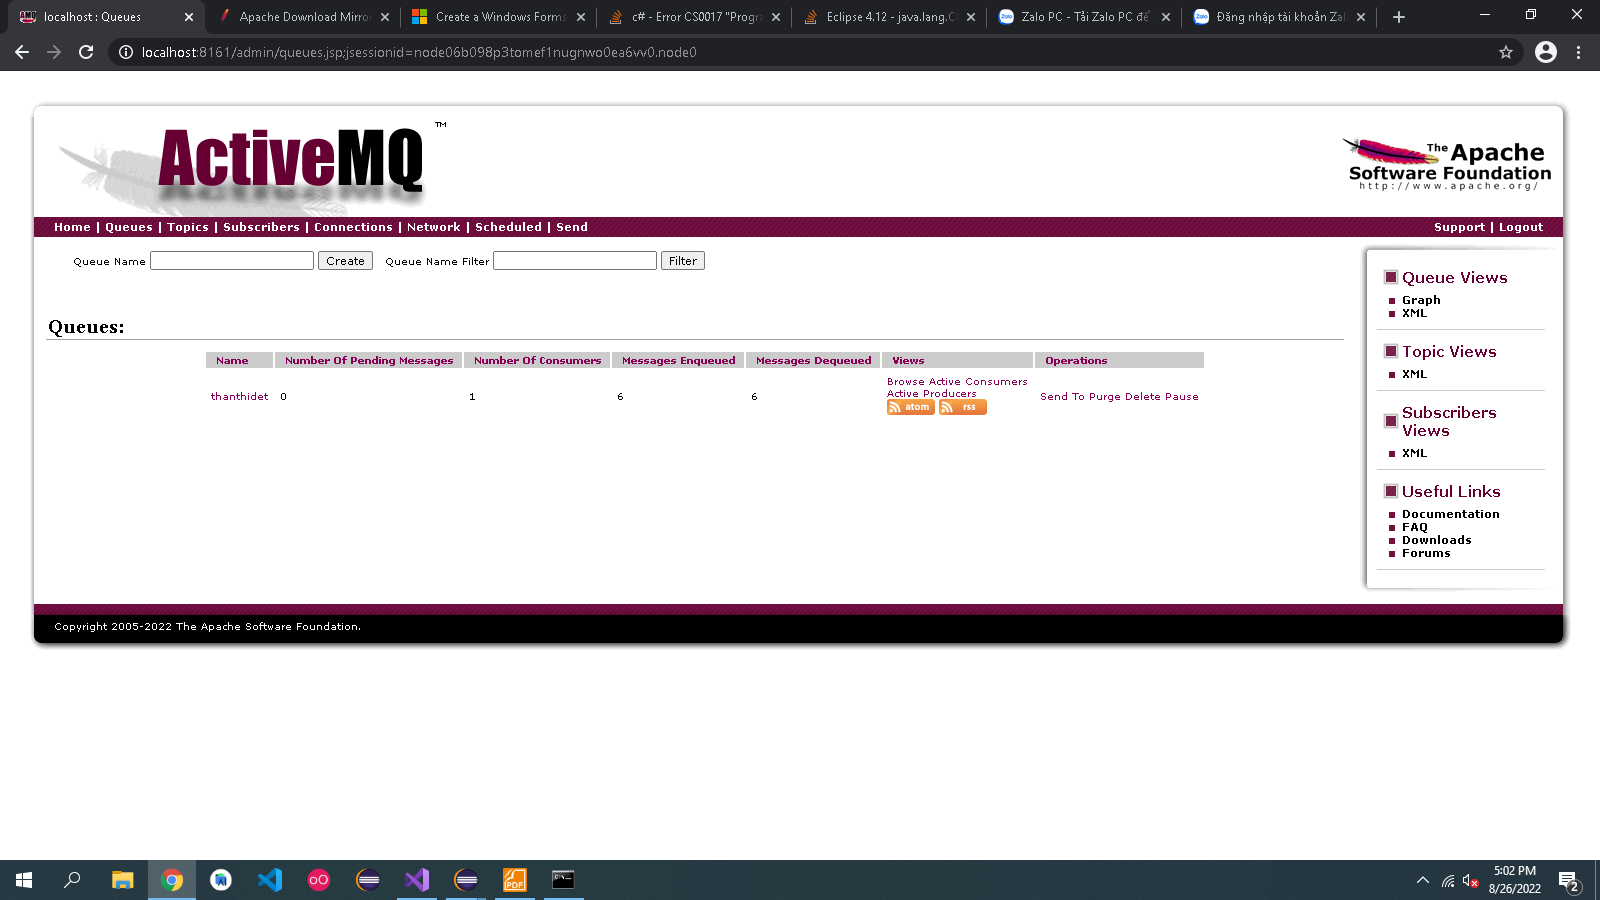 localhost : Queues
Apache Download Mirro
Create a Windows Forms
c# - Error CS0017 "Progra
Eclipse 4.12 - java.lang.C
Zalo PC - Tải Zalo PC để
Đăng nhập tài khoản Zal
localhost:8161/admin/queues.jsp;jsessionid=node06b098p3tomef1nugnwo0ea6vv0.node0
ActiveMQ ™
The Apache
Software Foundation
http://www.apache.org/
Home | Queues | Topics | Subscribers | Connections | Network | Scheduled | Send
Support | Logout
Queue Name Create Queue Name Filter Filter
Queues:
Name Number Of Pending Messages Number Of Consumers Messages Enqueued Messages Dequeued Views Operations
thanthidet 0 1 6 6
Browse Active Consumers
Active Producers
atom rss
Send To Purge Delete Pause
Queue Views
Graph
XML
Topic Views
XML
Subscribers
Views
XML
Useful Links
Documentation
FAQ
Downloads
Forums
Copyright 2005-2022 The Apache Software Foundation.
5:02 PM
8/26/2022
2